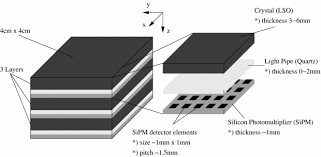 y
x
z
Crystal (LSO)
*) thickness 3-6mm
4cm x 4cm
Light Pipe (Quartz)
*) thickness 0-2mm
3 Layers
Silicon Photomultiplier (SiPM)
*) thickness ~1mm
SiPM detector elements
*) size ~1mm x 1mm
*) pitch ~1.5mm